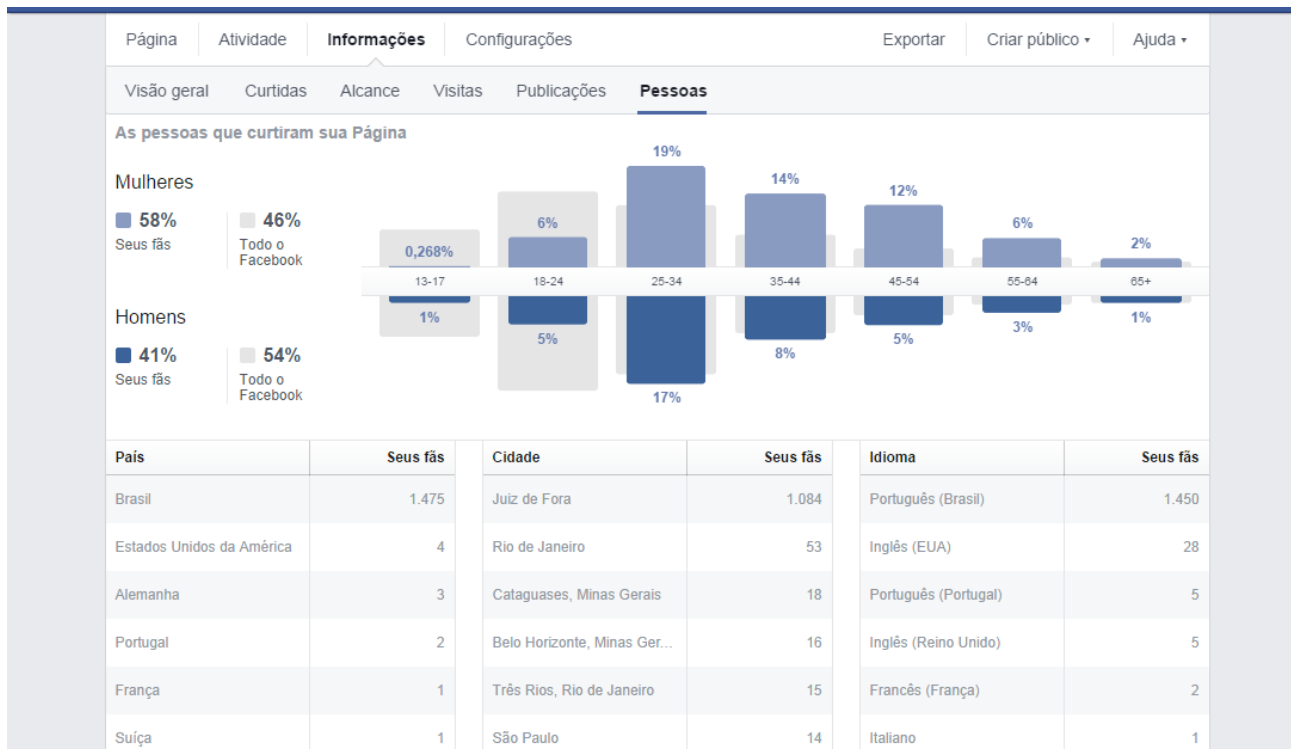 Página Atividade Informações Configurações Exportar Criar público Ajuda
Visão geral Curtidas Alcance Visitas Publicações Pessoas
As pessoas que curtiram sua Página
Mulheres
58% 46%
Seus fãs Todo o
Facebook
19%
14%
12%
6% 6%
2%
0,268%
13-17 18-24 25-34 35-44 45-54 55-64 65+
Homens
41% 54%
Seus fãs Todo o
Facebook
1% 5% 17% 8% 5% 3% 1%
País Seus fãs Cidade Seus fãs Idioma Seus fãs
Brasil 1.475 Juiz de Fora 1.084 Português (Brasil) 1.450
Estados Unidos da América 4 Rio de Janeiro 53 Inglês (EUA) 28
Alemanha 3 Cataguases, Minas Gerais 18 Português (Portugal) 5
Portugal 2 Belo Horizonte, Minas Ger... 16 Inglês (Reino Unido) 5
França 1 Três Rios, Rio de Janeiro 15 Francês (França) 2
Suíça 1 São Paulo 14 Italiano 1